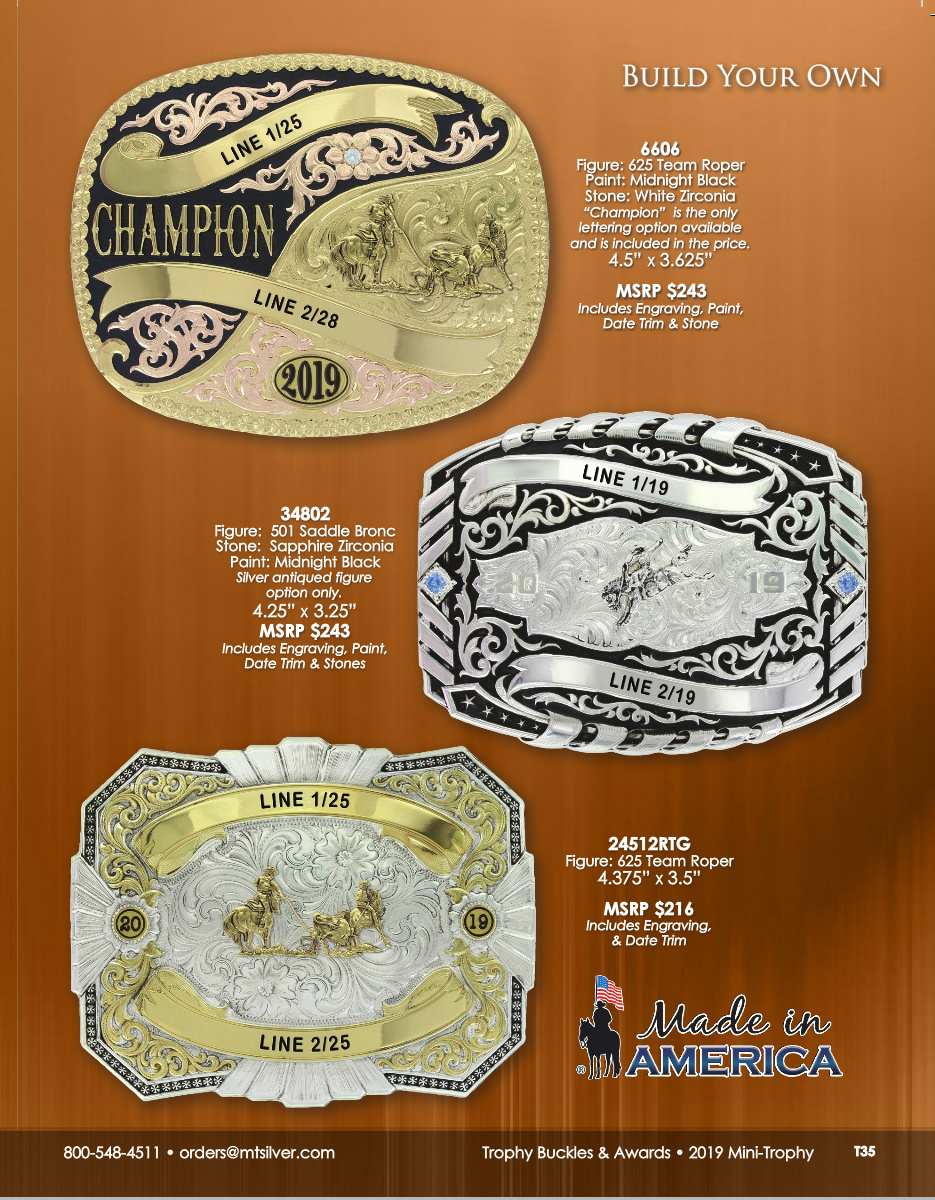 BUILD YOUR OWN
LINE 1/25
CHAMPION
LINE 2/28
2019
6606
Figure: 625 Team Roper
Paint: Midnight Black
Stone: White Zirconia
“Champion”  is the only
lettering option available
and is included in the price.
4.5” x 3.625”
MSRP $243
Includes Engraving, Paint,
Date Trim & Stone
34802
Figure:  501 Saddle Bronc
Stone:  Sapphire Zirconia
Paint: Midnight Black
Silver antiqued figure
option only.
4.25” x 3.25”
MSRP $243
Includes Engraving, Paint,
Date Trim & Stones
LINE 1/19
20 19
LINE 2/19
LINE 1/25
20 19
LINE 2/25
24512RTG
Figure: 625 Team Roper
4.375” x 3.5”
MSRP $216
Includes Engraving,
& Date Trim
Made in
® AMERICA
800-548-4511 • orders@mtsilver.com
Trophy Buckles & Awards • 2019 Mini-Trophy T35